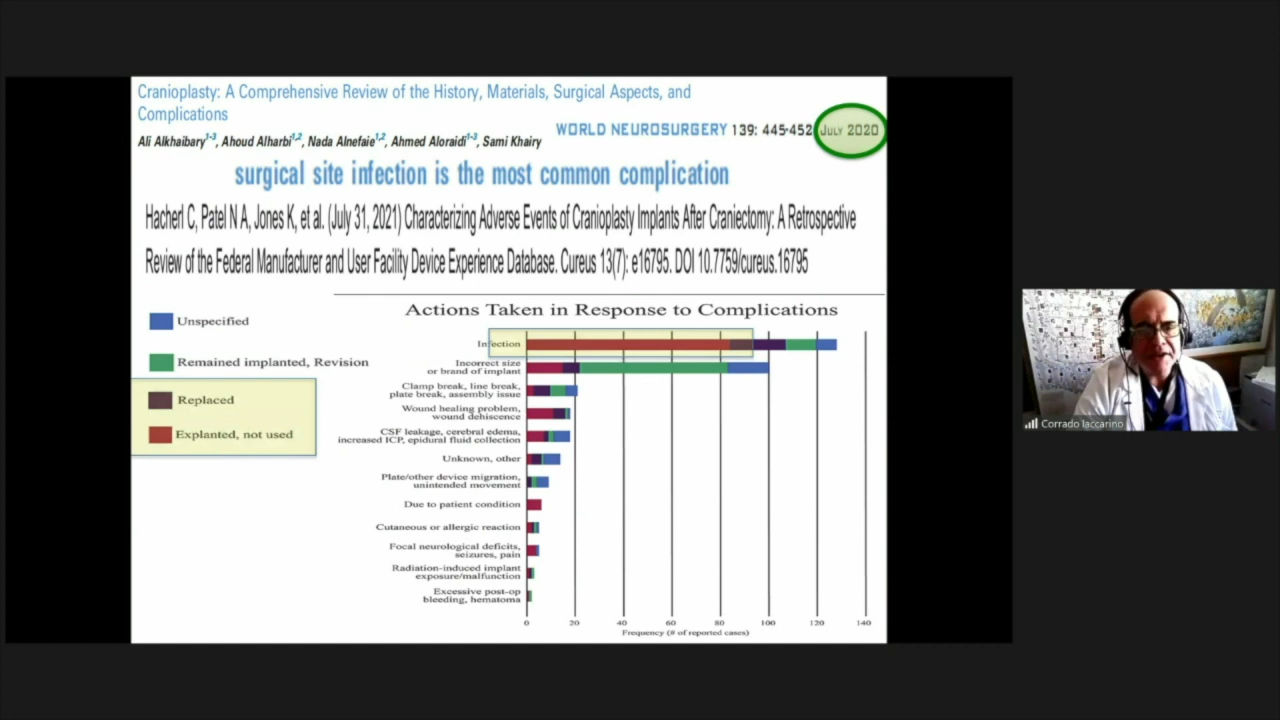 Cranioplasty: A Comprehensive Review of the History, Materials, Surgical Aspects, and
Complications
Ali Alkhaibary1-3, Ahoud Alharbi1,2, Nada Alnefaie1,2, Ahmed Aloraidi1-3, Sami Khairy
WORLD NEUROSURGERY 139: 445-452 JULY 2020
surgical site infection is the most common complication
Hacherl C, Patel N A, Jones K, et al. (July 31, 2021) Characterizing Adverse Events of Cranioplasty Implants After Craniectomy: A Retrospective
Review of the Federal Manufacturer and User Facility Device Experience Database. Cureus 13(7): e16795. DOI 10.7759/cureus.16795
Actions Taken in Response to Complications
Unspecified
Remained implanted, Revision
Replaced
Explanted, not used
Infection
Incorrect size
or brand of implant
Clamp break, line break,
plate break, assembly issue
Wound healing problem,
wound dehiscence
CSF leakage, cerebral edema,
increased ICP, epidural fluid collection
Unknown, other
Plate/other device migration,
unintended movement
Due to patient condition
Cutaneous or allergic reaction
Focal neurological deficits,
seizures, pain
Radiation-induced implant
exposure/malfunction
Excessive post-op
bleeding, hematoma
0 20 40 60 80 100 120 140
Frequency (# of reported cases)
Corrado Iaccarino